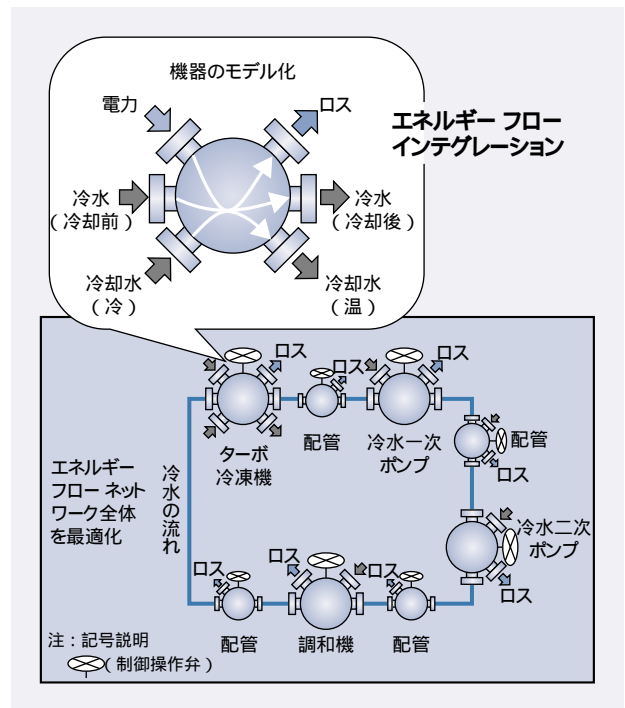 機器のモデル化
電力
ロス
エネルギー フロー
インテグレーション
冷水
（冷却前）
冷水
（冷却後）
冷却水
（冷）
冷却水
（温）
ロス
ロス
ロス
ターボ
冷凍機
配管
冷水一次
ポンプ
配管
ロス
エネルギー
フロー ネット
ワーク全体
を最適化
冷水の流れ
冷水二次
ポンプ
ロス
ロス
ロス
ロス
配管
調和機
配管
注：記号説明
（制御操作弁）